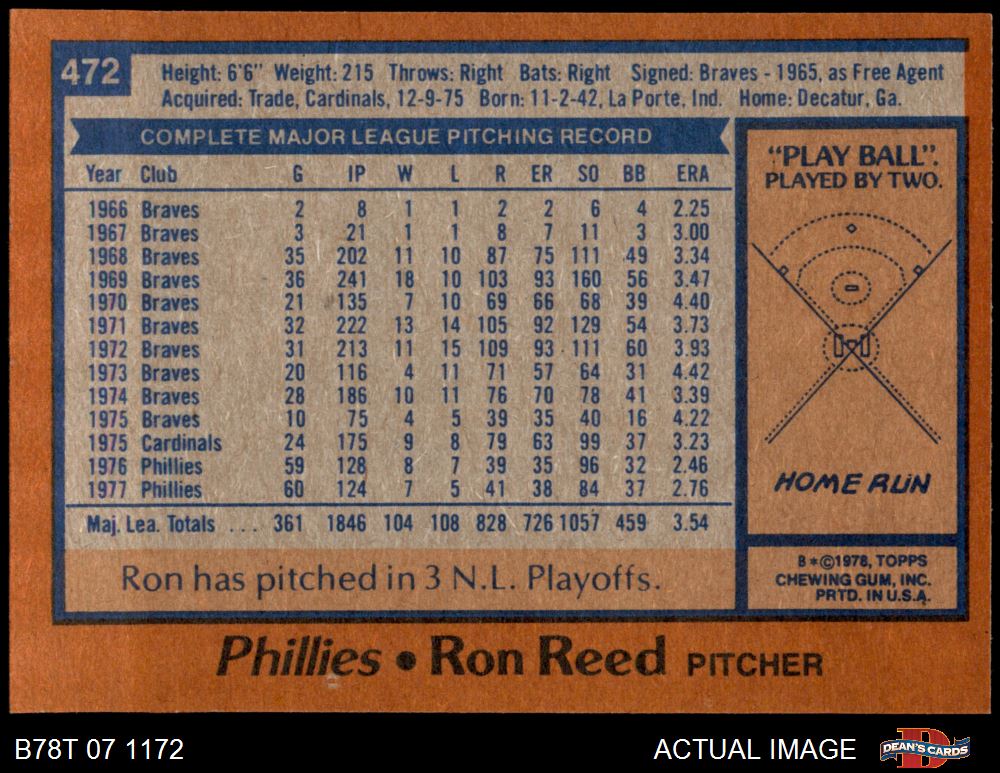 472
Height: 6'6" Weight: 215 Throws: Right Bats: Right Signed: Braves - 1965, as Free Agent
Acquired: Trade, Cardinals, 12-9-75 Born: 11-2-42, La Porte, Ind. Home: Decatur, Ga.
COMPLETE MAJOR LEAGUE PITCHING RECORD
Year Club G IP W L R ER SO BB ERA
1966 Braves 2 8 1 1 2 2 6 4 2.25
1967 Braves 3 21 1 1 8 7 11 3 3.00
1968 Braves 35 202 11 10 87 75 111 49 3.34
1969 Braves 36 241 18 10 103 93 160 56 3.47
1970 Braves 21 135 7 10 69 66 68 39 4.40
1971 Braves 32 222 13 14 105 92 129 54 3.73
1972 Braves 31 213 11 15 109 93 111 60 3.93
1973 Braves 20 116 4 11 71 57 64 31 4.42
1974 Braves 28 186 10 11 76 70 78 41 3.39
1975 Braves 10 75 4 5 39 35 40 16 4.22
1975 Cardinals 24 175 9 8 79 63 99 37 3.23
1976 Phillies 59 128 8 7 39 35 96 32 2.46
1977 Phillies 60 124 7 5 41 38 84 37 2.76
Maj. Lea. Totals ... 361 1846 104 108 828 726 1057 459 3.54
Ron has pitched in 3 N.L. Playoffs.
"PLAY BALL".
PLAYED BY TWO.
HOME RUN
B*©1978, TOPPS
CHEWING GUM, INC.
PRTD. IN U.S.A.
Phillies • Ron Reed PITCHER
B78T 07 1172
ACTUAL IMAGE
DEAN'S CARDS